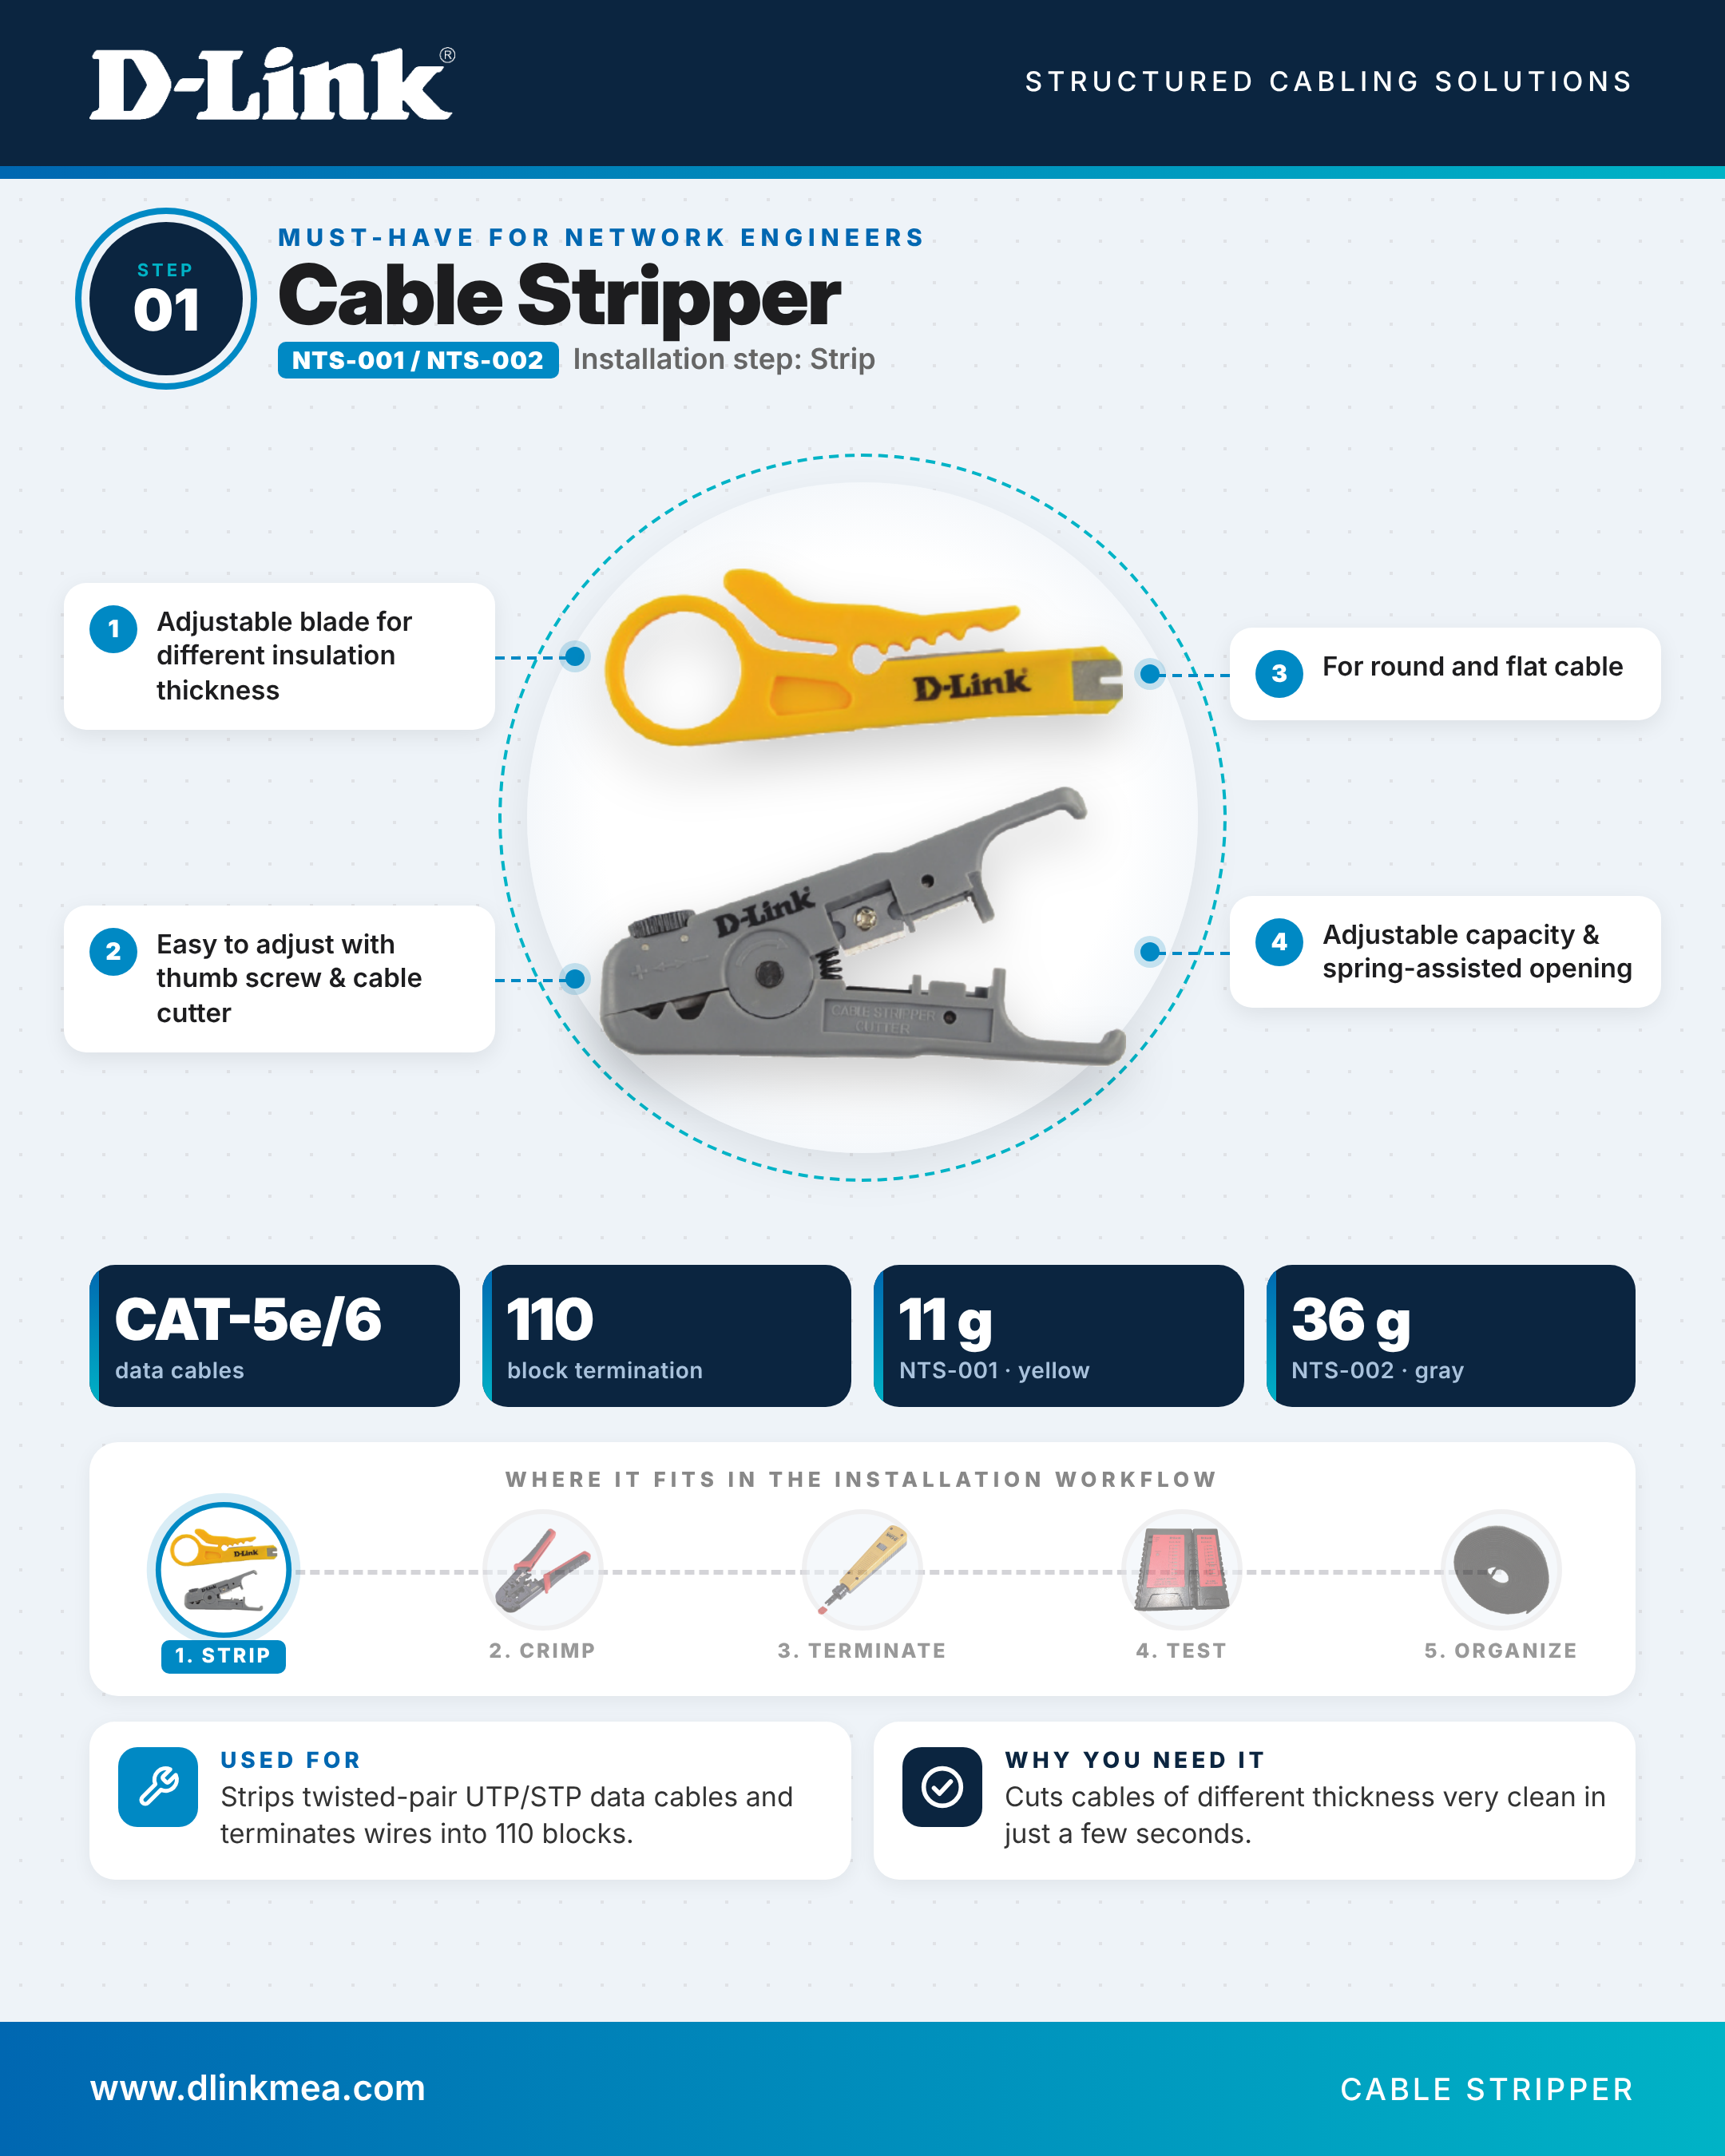 D-Link®
STRUCTURED CABLING SOLUTIONS
STEP
01
MUST-HAVE FOR NETWORK ENGINEERS
Cable Stripper
NTS-001 / NTS-002
Installation step: Strip
1
Adjustable blade for
different insulation
thickness
D-Link
3
For round and flat cable
2
Easy to adjust with
thumb screw & cable
cutter
D-Link
CABLE STRIPPER
CUTTER
4
Adjustable capacity &
spring-assisted opening
CAT-5e/6
data cables
110
block termination
11 g
NTS-001 · yellow
36 g
NTS-002 · gray
WHERE IT FITS IN THE INSTALLATION WORKFLOW
D-Link
D-Link
1. STRIP
2. CRIMP
3. TERMINATE
4. TEST
5. ORGANIZE
USED FOR
Strips twisted-pair UTP/STP data cables and
terminates wires into 110 blocks.
WHY YOU NEED IT
Cuts cables of different thickness very clean in
just a few seconds.
www.dlinkmea.com
CABLE STRIPPER